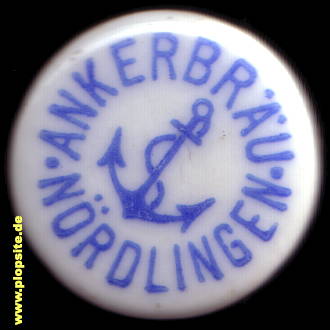 · ANKERBRÄU ·
NÖRDLINGEN
www.plopsite.de